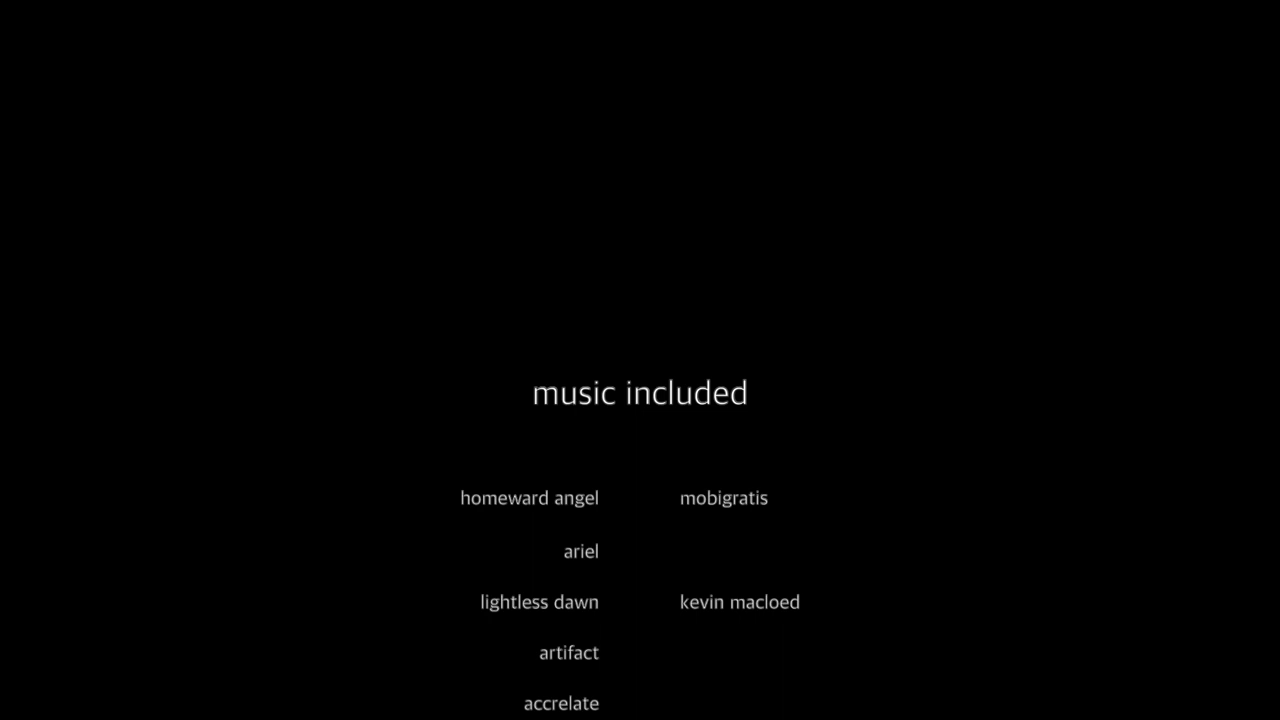 music included
homeward angel mobigratis
ariel
lightless dawn kevin macloed
artifact
accrelate